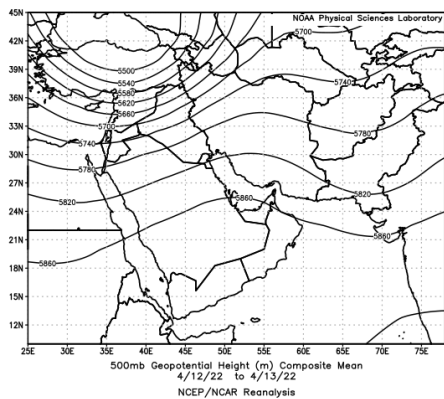 NOAA Physical Sciences Laboratory
45N
5700
42N
5500
5540
5740
39N
5580
5620
36N
5660
5700
33N
5740
5780
30N
5780
27N
5820
5820
5860
24N
5860
21N
5860
18N
15N
12N
25E 30E 35E 40E 45E 50E 55E 60E 65E 70E 75E
500mb Geopotential Height (m) Composite Mean
4/12/22 to 4/13/22
NCEP/NCAR Reanalysis